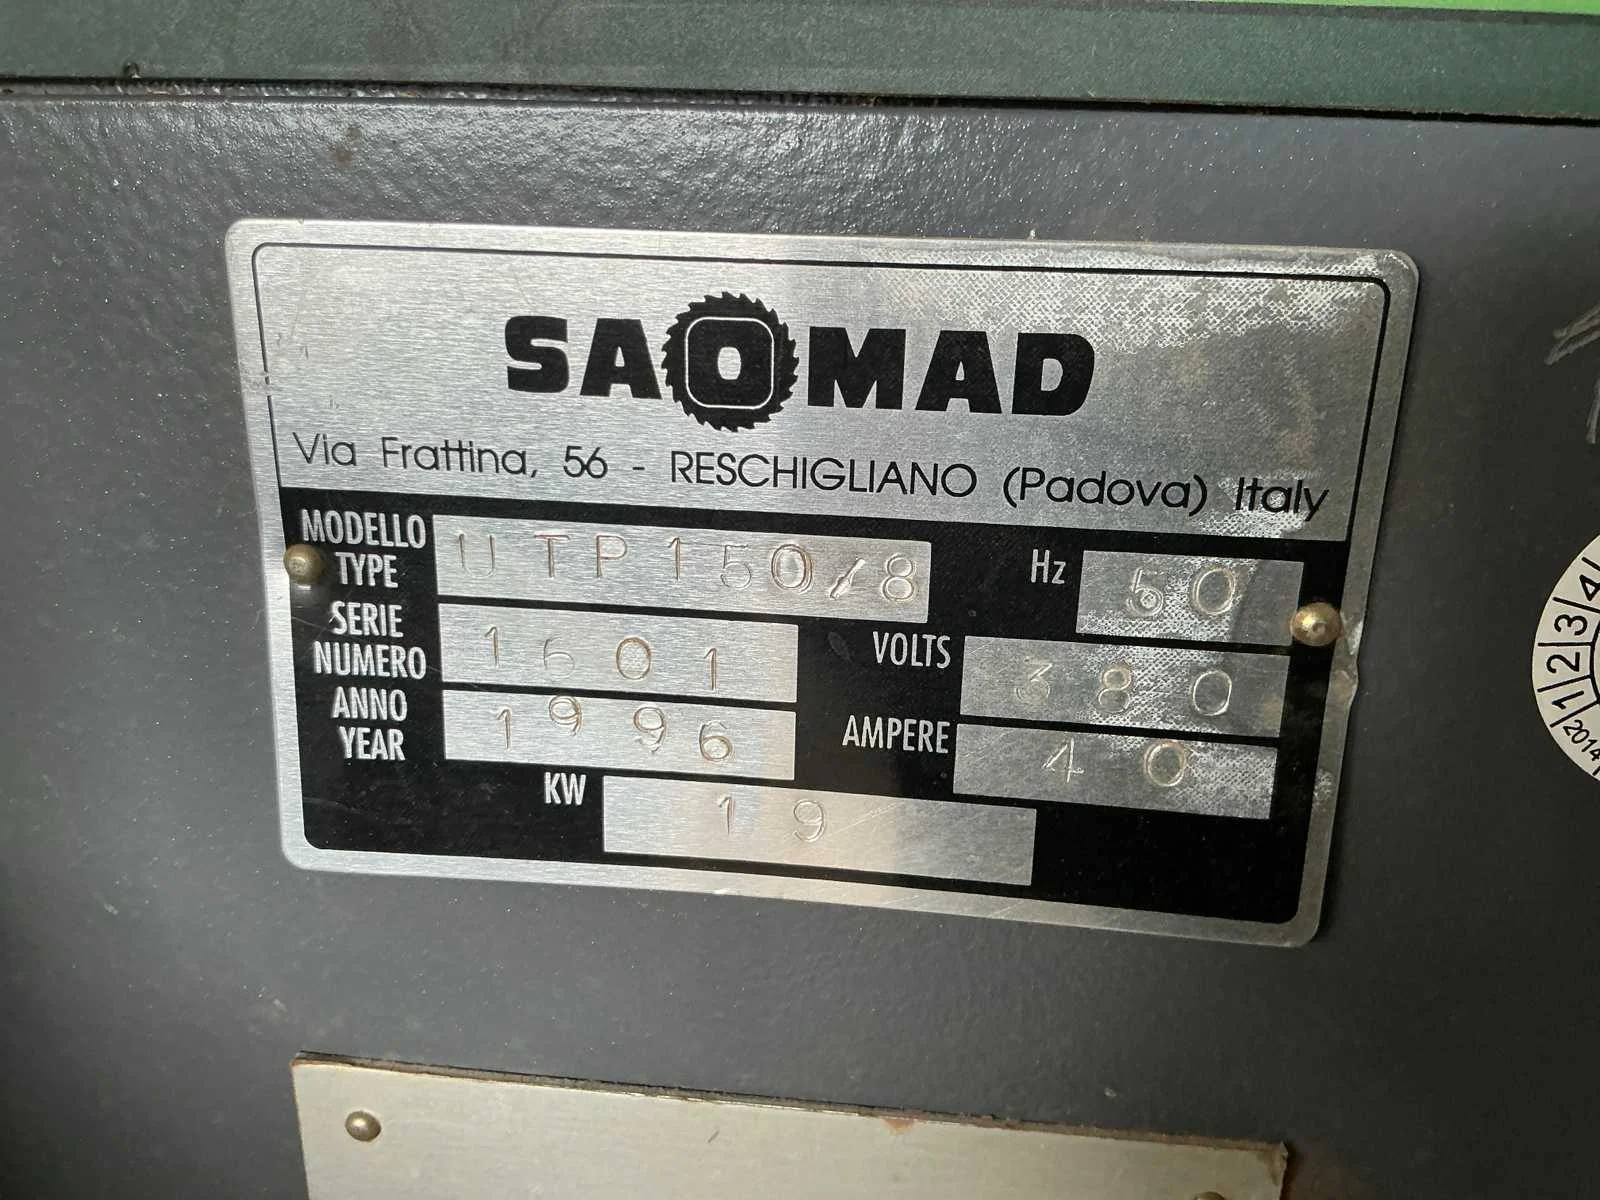 SAOMAD
Via Frattina, 56 - RESCHIGLIANO (Padova) Italy
MODELLO
TYPE
UTP150/8
Hz
50
SERIE
NUMERO
1601
VOLTS
380
ANNO
YEAR
1996
AMPERE
40
KW
19
1 2 3 4
2014